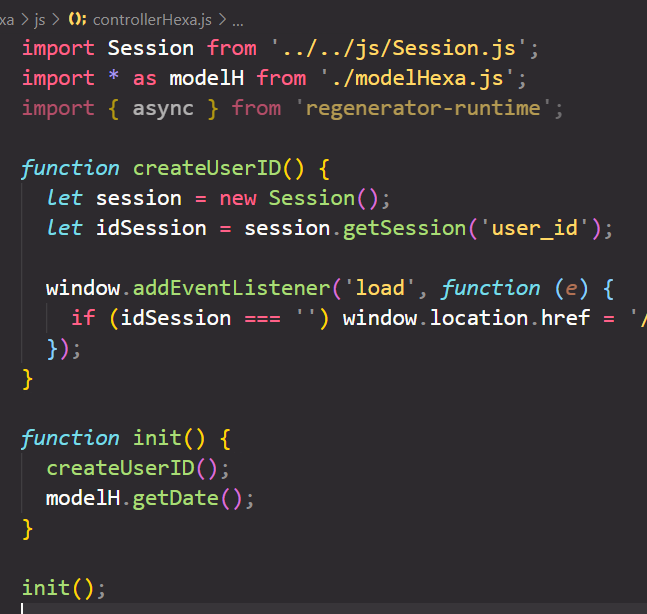 xa > js > controllerHexa.js > ...
import Session from '../../js/Session.js';
import * as modelH from './modelHexa.js';
import { async } from 'regenerator-runtime';
function createUserID() {
let session = new Session();
let idSession = session.getSession('user_id');
window.addEventListener('load', function (e) {
if (idSession === '') window.location.href = '/
});
}
function init() {
createUserID();
modelH.getDate();
}
init();